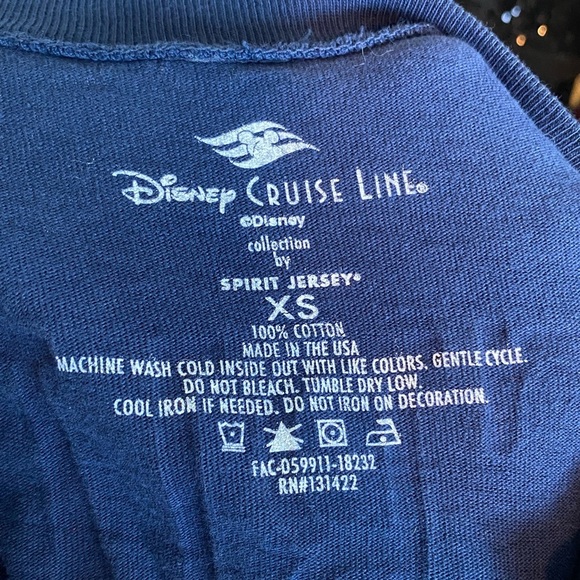 Disney CRUISE LINE®
©Disney
collection
by
SPIRIT JERSEY®
XS
100% COTTON
MADE IN THE USA
MACHINE WASH COLD INSIDE OUT WITH LIKE COLORS. GENTLE CYCLE.
DO NOT BLEACH. TUMBLE DRY LOW.
COOL IRON IF NEEDED. DO NOT IRON ON DECORATION.
FAC-059911-18232
RN#131422